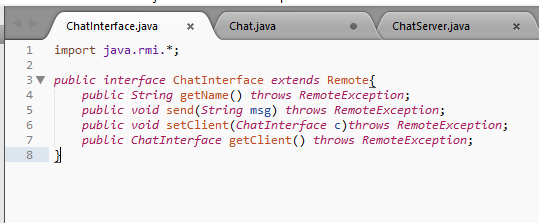 ChatInterface.java × Chat.java ChatServer.java ×
1 import java.rmi.*;
2
3 public interface ChatInterface extends Remote{
4 public String getName() throws RemoteException;
5 public void send(String msg) throws RemoteException;
6 public void setClient(ChatInterface c)throws RemoteException;
7 public ChatInterface getClient() throws RemoteException;
8 }